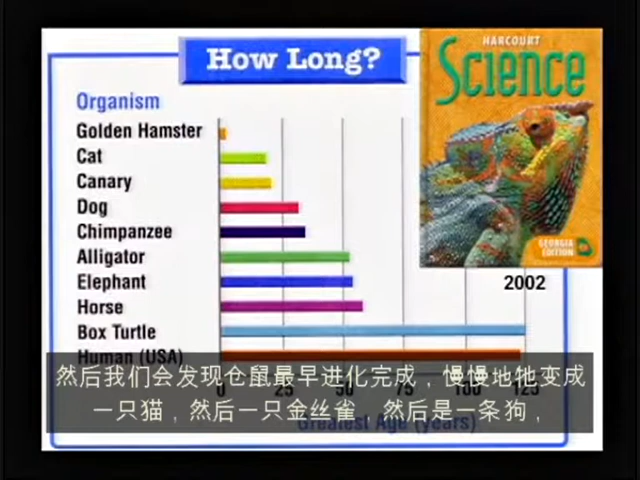 How Long?
HARCOURT
Science
GEORGIA
EDITION
2002
Organism
Golden Hamster
Cat
Canary
Dog
Chimpanzee
Alligator
Elephant
Horse
Box Turtle
Human (USA)
0 25 50 75 100 125
Greatest Age (years)
然后我们会发现仓鼠最早进化完成，慢慢地牠变成
一只猫，然后一只金丝雀，然后是一条狗，